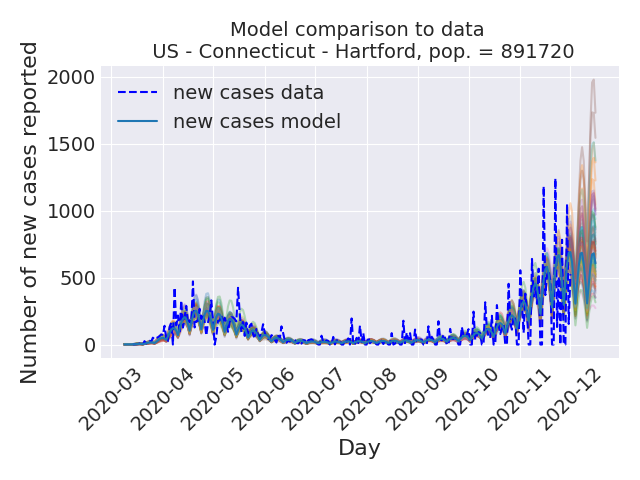 Model comparison to data
US - Connecticut - Hartford, pop. = 891720
Number of new cases reported
2000
1500
1000
500
0
new cases data
new cases model
2020-03
2020-04
2020-05
2020-06
2020-07
2020-08
2020-09
2020-10
2020-11
2020-12
Day